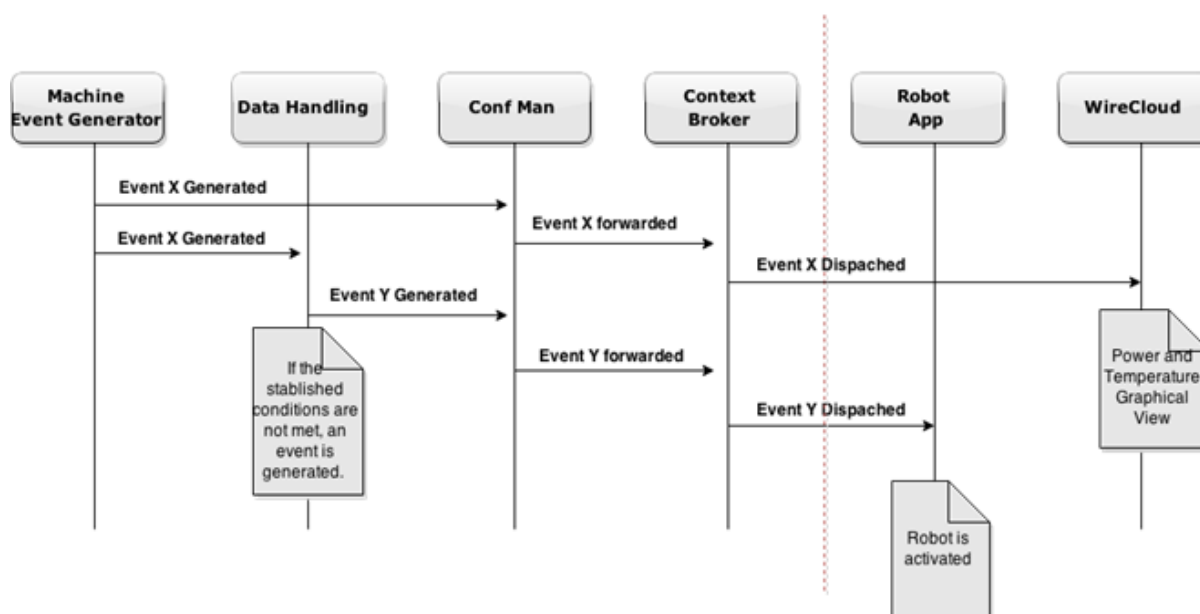 Machine
Event Generator
Data Handling
Conf Man
Context
Broker
Robot
App
WireCloud
Event X Generated
Event X forwarded
Event X Generated
Event X Dispached
Event Y Generated
If the
stablished
conditions are
not met, an
event is
generated.
Event Y forwarded
Power and
Temperature
Graphical
View
Event Y Dispached
Robot is
activated